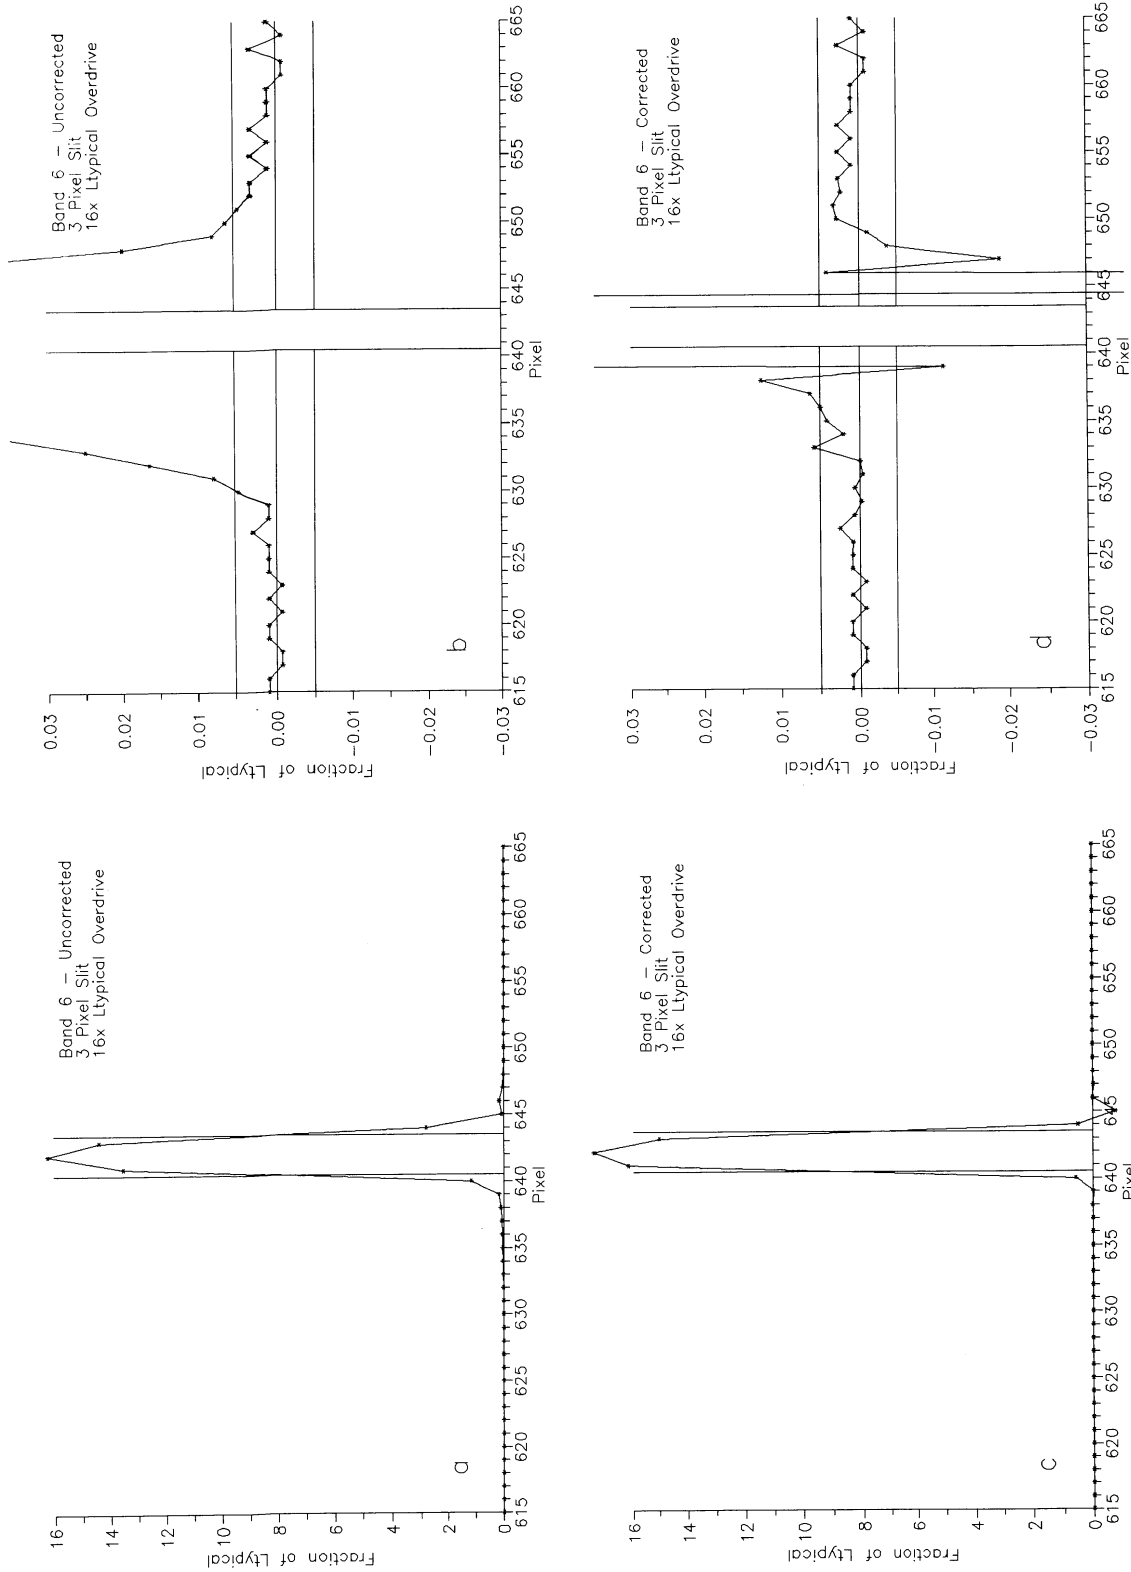 Band 6 – Uncorrected
3 Pixel Slit
16x Ltypical Overdrive
16
14
12
10
8
6
4
2
0
Fraction of Ltypical
a
615 620 625 630 635 640 645 650 655 660 665
Pixel
Band 6 – Uncorrected
3 Pixel Slit
16x Ltypical Overdrive
0.03
0.02
0.01
0.00
−0.01
−0.02
−0.03
Fraction of Ltypical
b
615 620 625 630 635 640 645 650 655 660 665
Pixel
Band 6 – Corrected
3 Pixel Slit
16x Ltypical Overdrive
16
14
12
10
8
6
4
2
0
Fraction of Ltypical
c
615 620 625 630 635 640 645 650 655 660 665
Pixel
Band 6 – Corrected
3 Pixel Slit
16x Ltypical Overdrive
0.03
0.02
0.01
0.00
−0.01
−0.02
−0.03
Fraction of Ltypical
d
615 620 625 630 635 640 645 650 655 660 665
Pixel